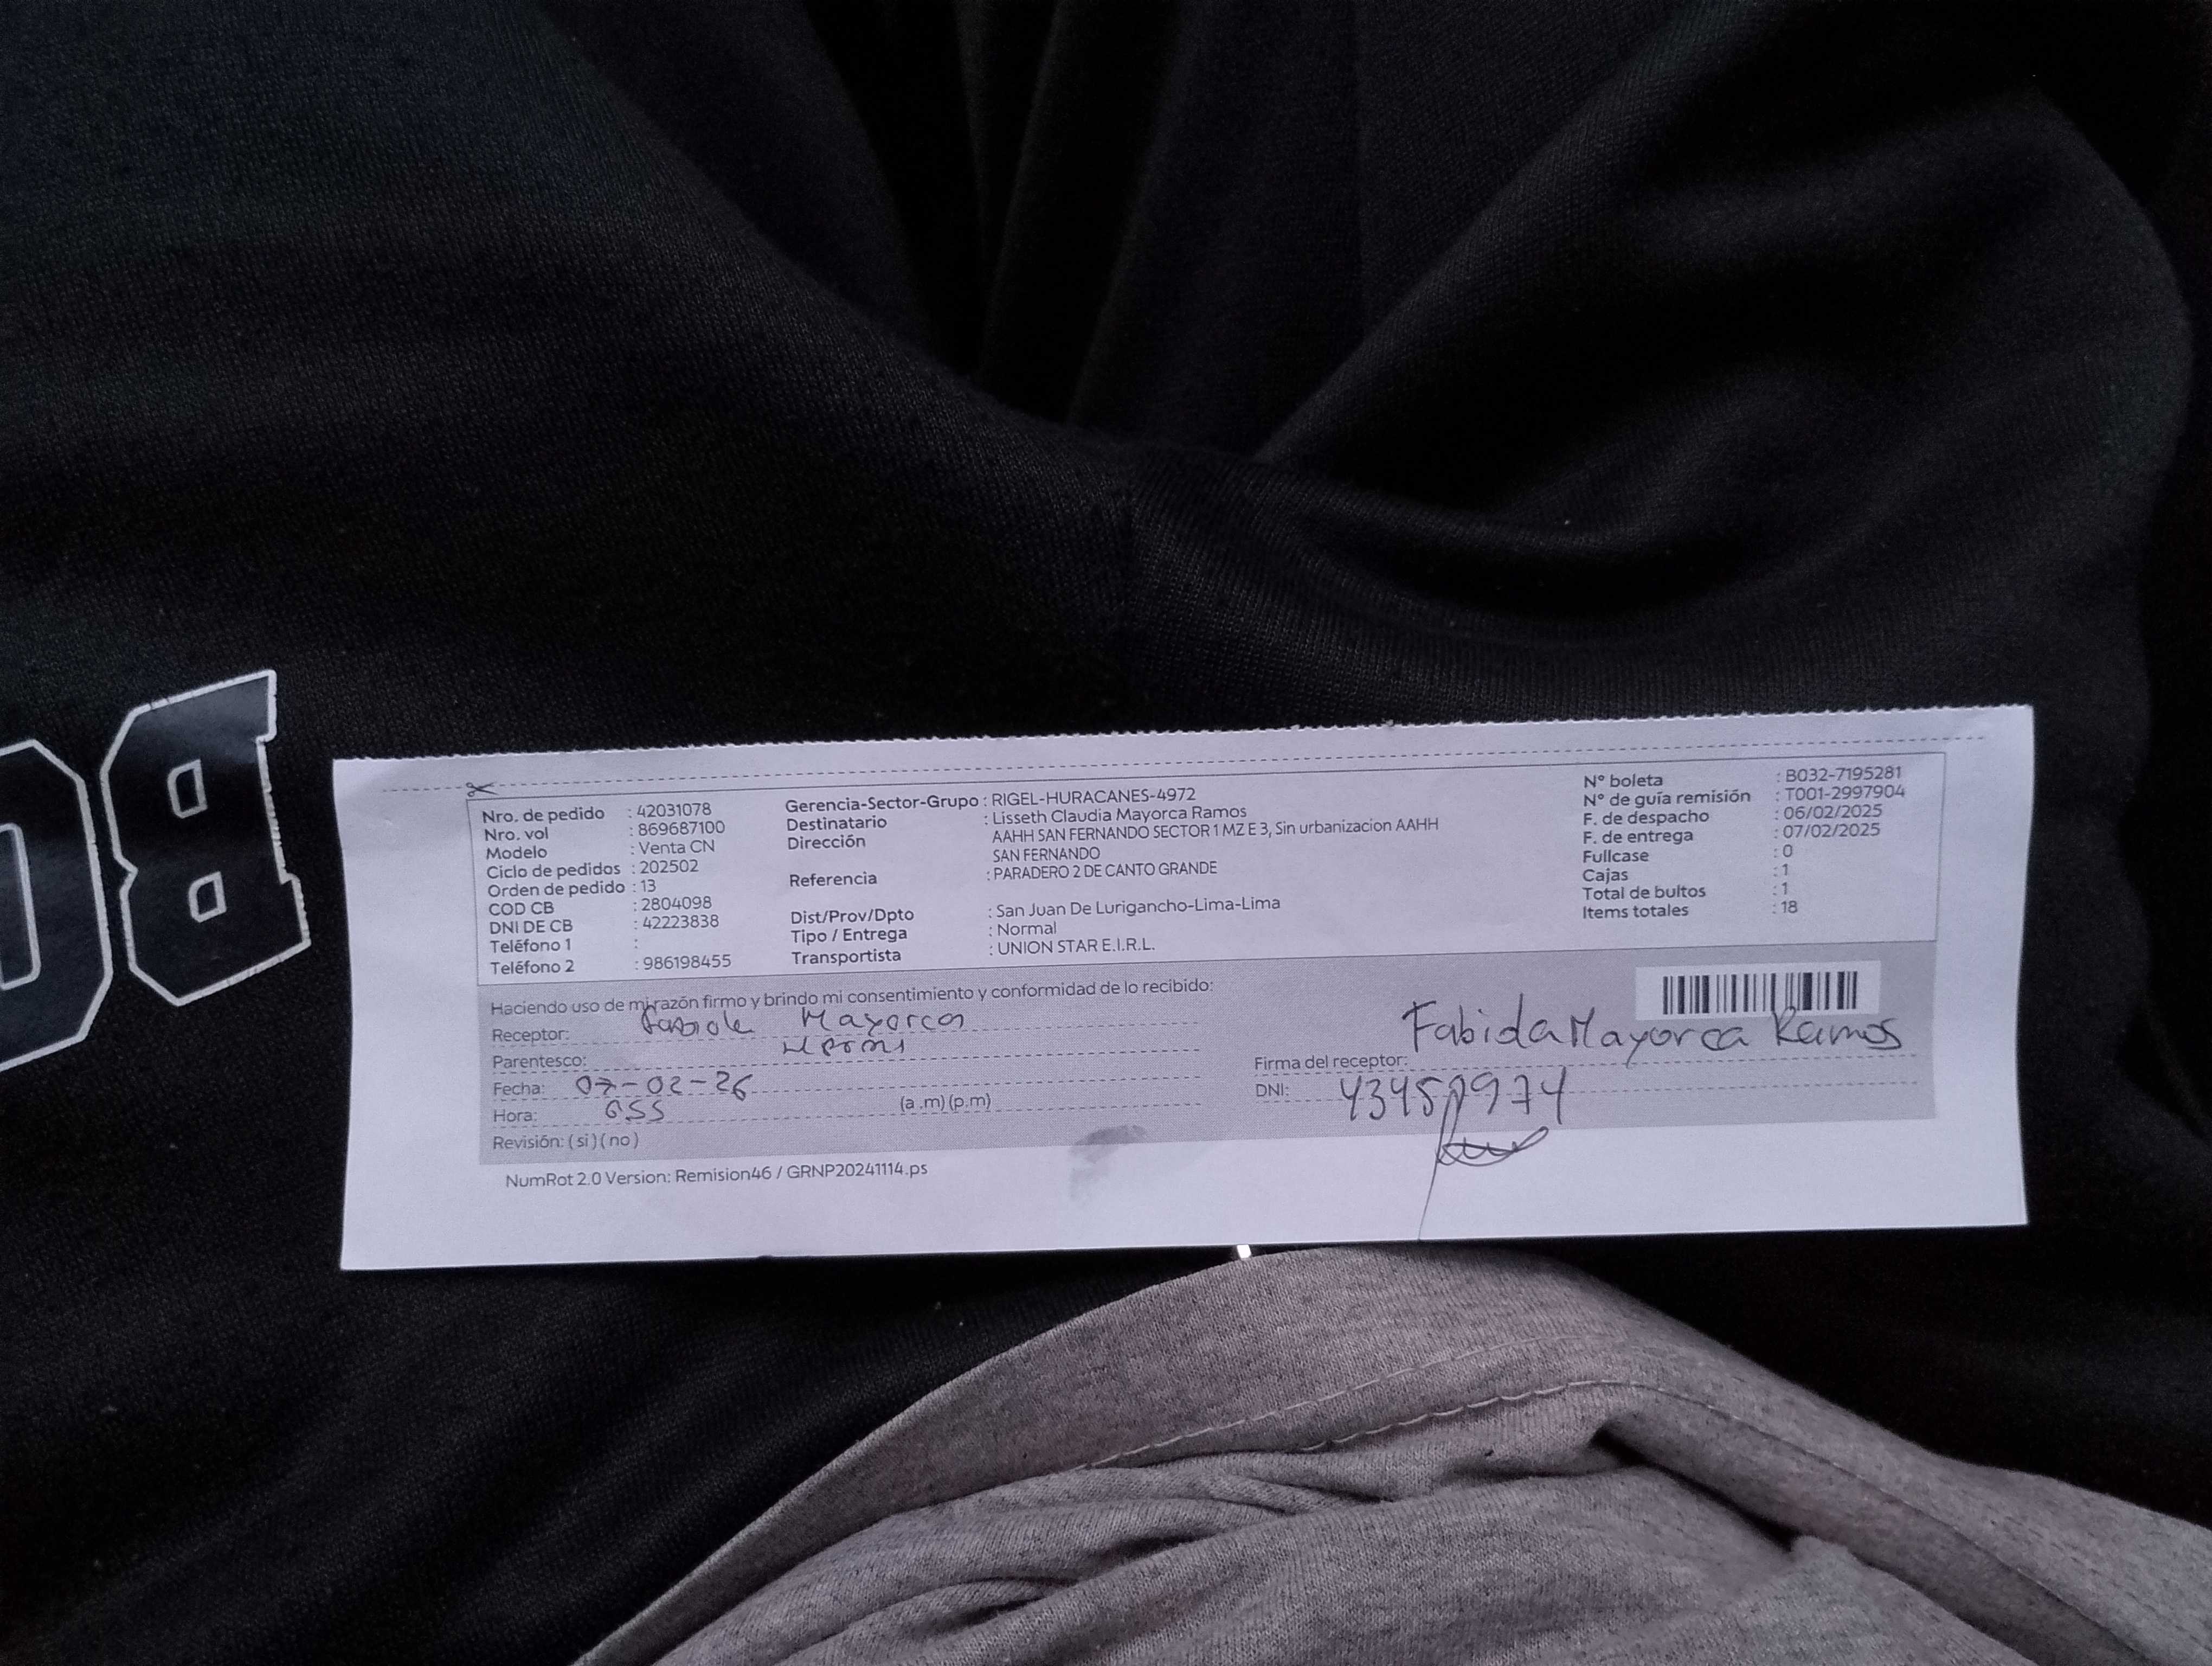 Nro. de pedido : 42031078
Nro. vol : 869687100
Modelo : Venta CN
Ciclo de pedidos : 202502
Orden de pedido : 13
COD CB : 2804098
DNI DE CB : 42223838
Teléfono 1 :
Teléfono 2 : 986198455
Gerencia-Sector-Grupo : RIGEL-HURACANES-4972
Destinatario : Lisseth Claudia Mayorca Ramos
Dirección AAHH SAN FERNANDO SECTOR 1 MZ E 3, Sin urbanizacion AAHH
SAN FERNANDO
Referencia : PARADERO 2 DE CANTO GRANDE
Dist/Prov/Dpto : San Juan De Lurigancho-Lima-Lima
Tipo / Entrega : Normal
Transportista : UNION STAR E.I.R.L.
N° boleta : B032-7195281
N° de guía remisión : T001-2997904
F. de despacho : 06/02/2025
F. de entrega : 07/02/2025
Fullcase : 0
Cajas : 1
Total de bultos : 1
Items totales : 18
Haciendo uso de mi razón firmo y brindo mi consentimiento y conformidad de lo recibido:
Receptor: Mayorca
Parentesco:
Fecha: 07-02-26
Hora: (a.m) (p.m)
Revisión: ( si ) ( no )
Mayorca Ramos
Firma del receptor:
DNI:
NumRot 2.0 Version: Remision46 / GRNP20241114.ps